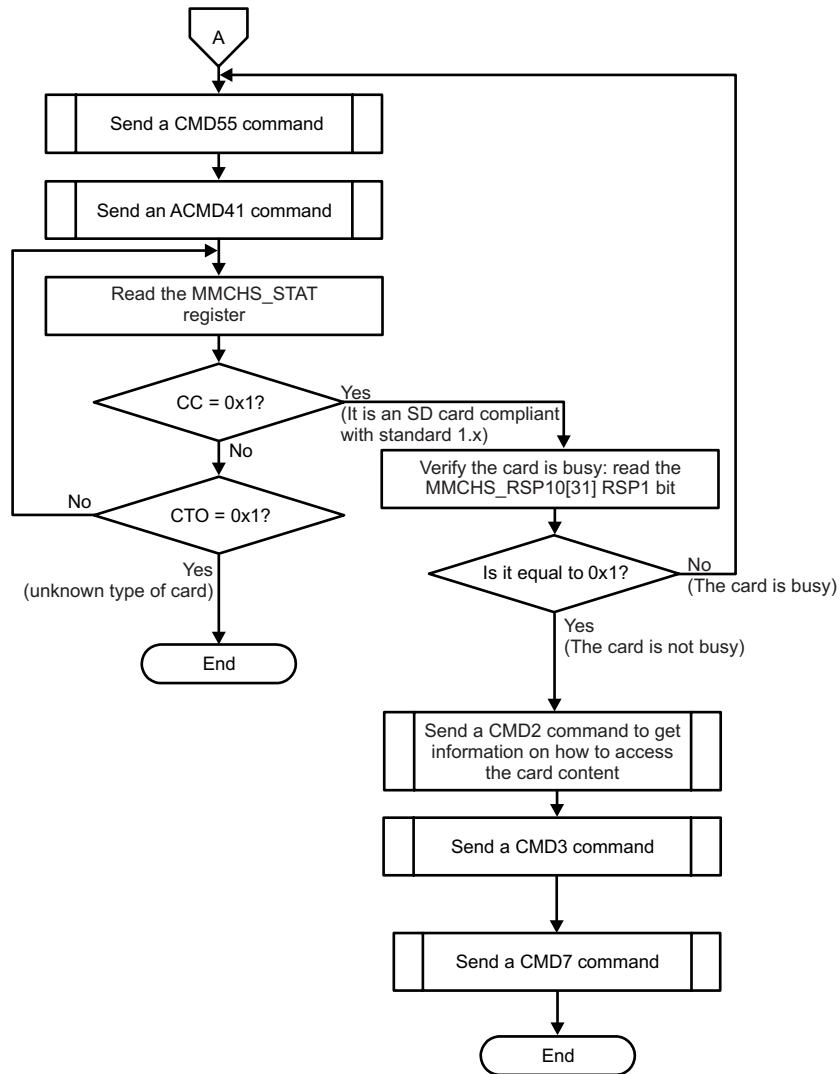 A
Send a CMD55 command
Send an ACMD41 command
Read the MMCHS_STAT
register
CC = 0x1?
Yes
(It is an SD card compliant
with standard 1.x)
No
Verify the card is busy: read the
MMCHS_RSP10[31] RSP1 bit
No
CTO = 0x1?
Yes
(unknown type of card)
End
Is it equal to 0x1?
No
(The card is busy)
Yes
(The card is not busy)
Send a CMD2 command to get
information on how to access
the card content
Send a CMD3 command
Send a CMD7 command
End